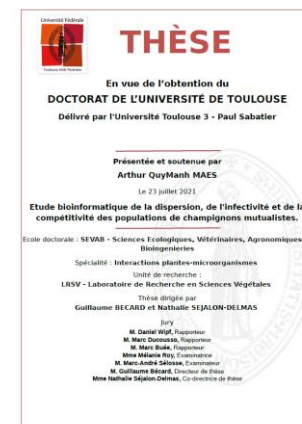 Université Fédérale
Toulouse Midi-Pyrénées
THÈSE
En vue de l'obtention du
DOCTORAT DE L'UNIVERSITÉ DE TOULOUSE
Délivré par l'Université Toulouse 3 - Paul Sabatier
Présentée et soutenue par
Arthur QuyManh MAES
Le 23 juillet 2021
Etude bioinformatique de la dispersion, de l'infectivité et de la
compétitivité des populations de champignons mutualistes.
Ecole doctorale : SEVAB - Sciences Ecologiques, Vétérinaires, Agronomiques
Bioingenieries
Spécialité : Interactions plantes-microorganismes
Unité de recherche :
LRSV - Laboratoire de Recherche en Sciences Végétales
Thèse dirigée par
Guillaume BECARD et Nathalie SEJALON-DELMAS
Jury
M. Daniel Wipf, Rapporteur
M. Marc Ducousso, Rapporteur
M. Marc Buée, Rapporteur
Mme Mélanie Roy, Examinatrice
M. Marc-André Sélosse, Examinateur
M. Guillaume Bécard, Directeur de thèse
Mme Nathalie Séjalon-Delmas, Co-directrice de thèse